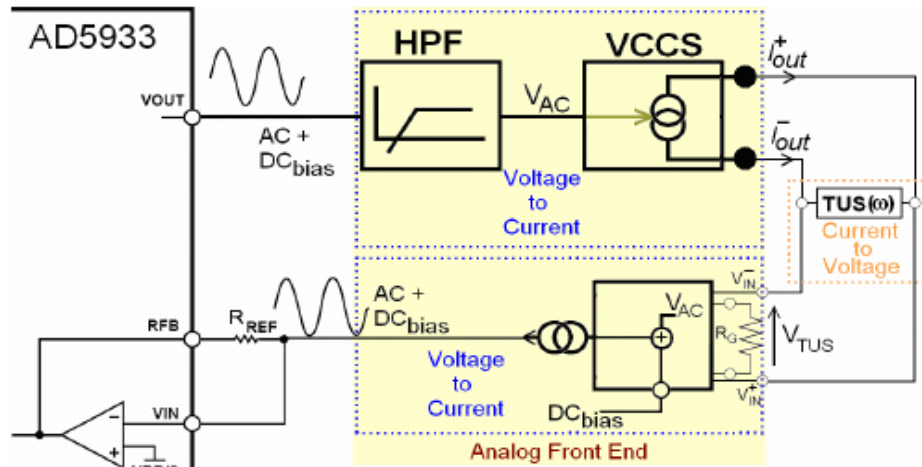 AD5933
HPF
VCCS
I+out
VOUT
VAC
I-out
AC +
DCbias
Voltage
to
Current
TUS(ω)
Current
to
Voltage
AC +
DCbias
V-IN
VAC
RFB
RREF
RG
VTUS
Voltage
to
Current
VIN
DCbias
V+IN
Analog Front End